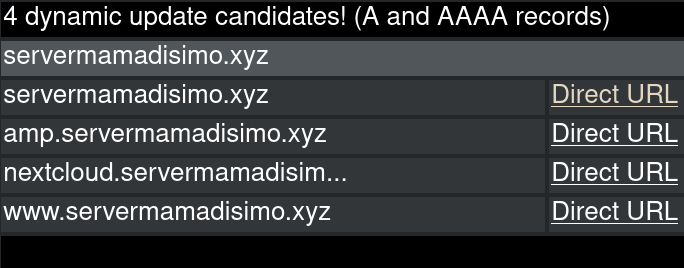 4 dynamic update candidates! (A and AAAA records)
servermamadisimo.xyz
servermamadisimo.xyz Direct URL
amp.servermamadisimo.xyz Direct URL
nextcloud.servermamadisim... Direct URL
www.servermamadisimo.xyz Direct URL